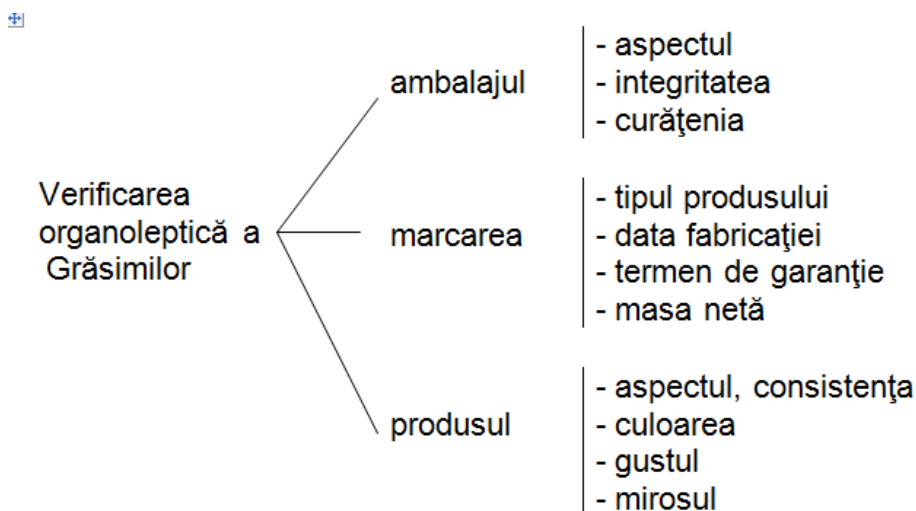 Verificarea
organoleptică a
Grăsimilor
ambalajul
- aspectul
- integritatea
- curăţenia
marcarea
- tipul produsului
- data fabricaţiei
- termen de garanţie
- masa netă
produsul
- aspectul, consistenţa
- culoarea
- gustul
- mirosul